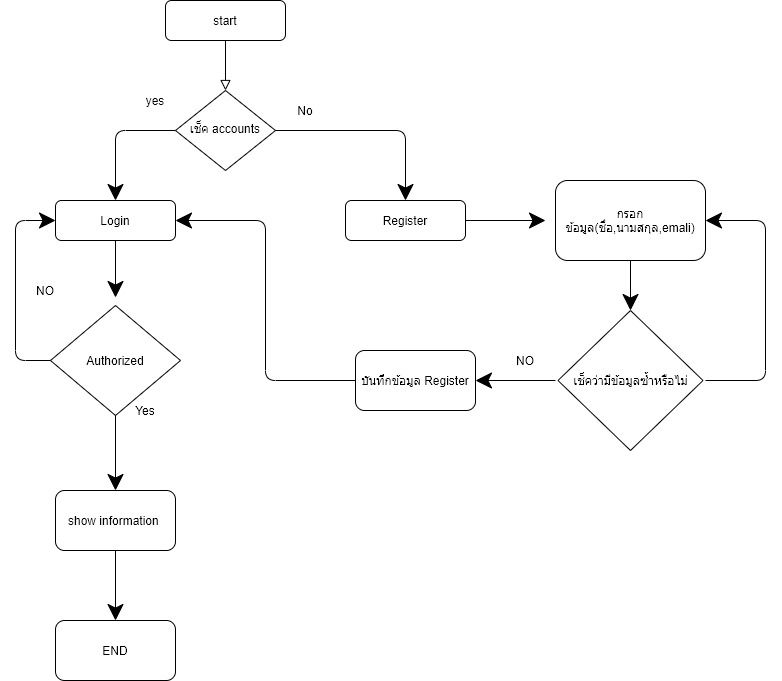 start
yes
No
เช็ค accounts
Login
Register
กรอก
ข้อมูล(ชื่อ,นามสกุล,emali)
NO
Authorized
บันทึกข้อมูล Register
NO
เช็คว่ามีข้อมูลซ้ำหรือไม่
Yes
show information
END